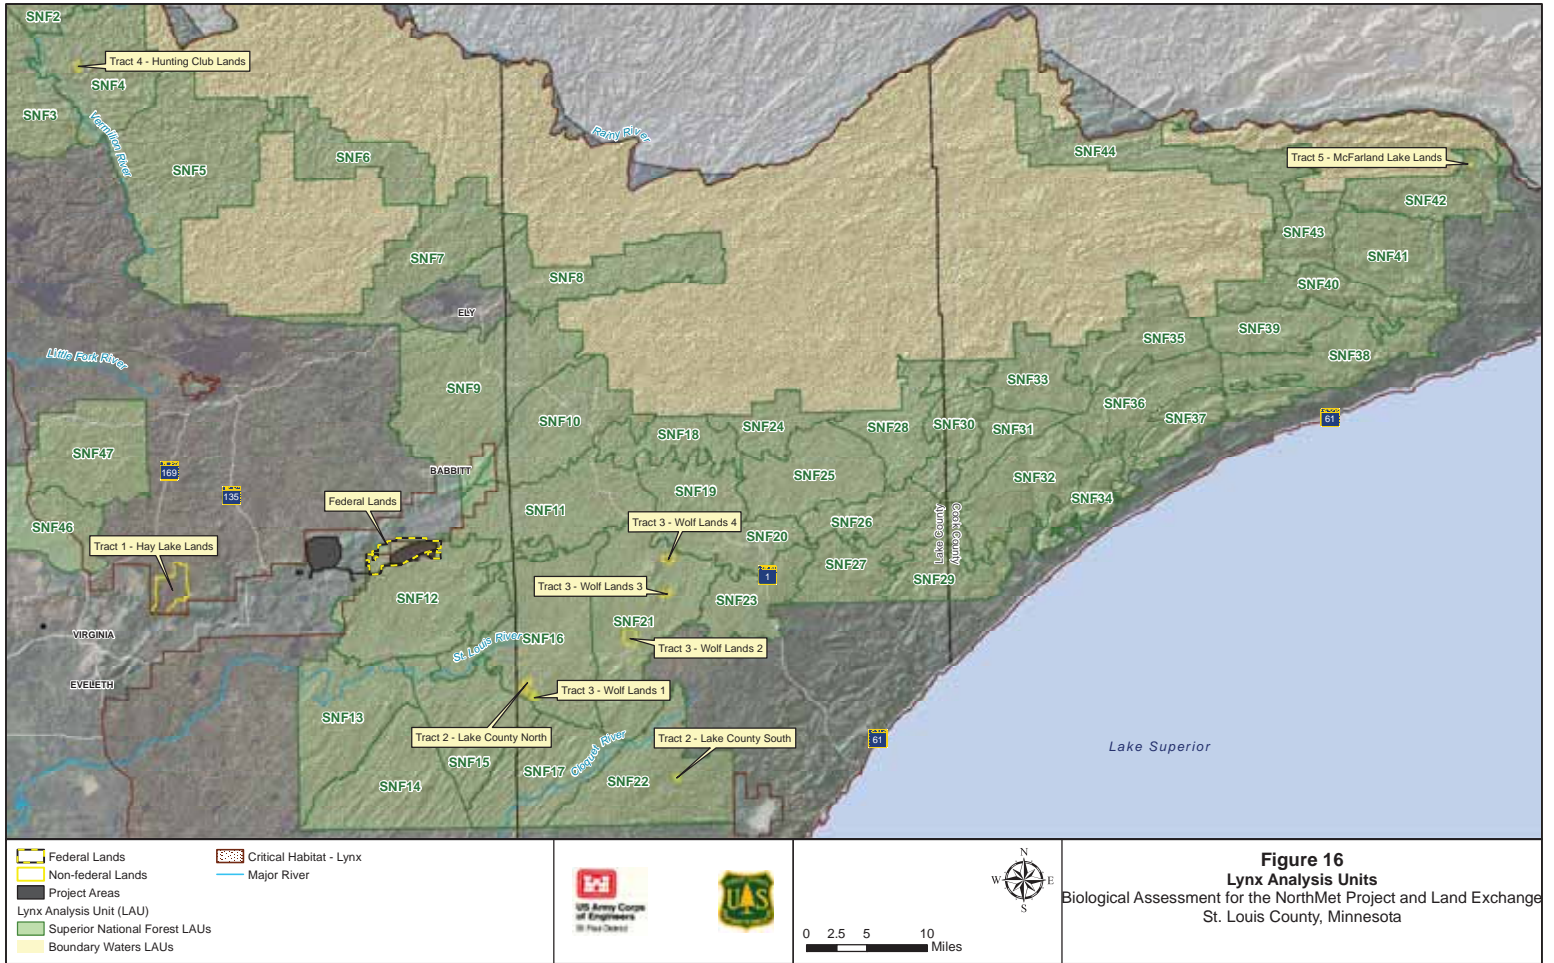 SNF2
Tract 4 - Hunting Club Lands
SNF4
SNF3
Vermilion River
Rainy River
SNF6
SNF44
SNF5
Tract 5 - McFarland Lake Lands
SNF42
SNF43
SNF7
SNF41
SNF8
SNF40
ELY
SNF39
SNF35
Little Fork River
SNF38
SNF33
SNF9
SNF36
SNF10
SNF37
61
SNF24
SNF28
SNF30
SNF31
SNF18
SNF47
169
BABBITT
SNF25
SNF32
135
SNF19
SNF34
Federal Lands
SNF11
SNF46
Tract 3 - Wolf Lands 4
SNF26
Lake County
Cook County
SNF20
Tract 1 - Hay Lake Lands
SNF27
1
SNF29
Tract 3 - Wolf Lands 3
SNF12
SNF23
SNF21
VIRGINIA
St. Louis River
SNF16
Tract 3 - Wolf Lands 2
EVELETH
Tract 3 - Wolf Lands 1
SNF13
Tract 2 - Lake County North
Cloquet River
Tract 2 - Lake County South
61
Lake Superior
SNF15
SNF17
SNF22
SNF14
Federal Lands
Non-federal Lands
Project Areas
Lynx Analysis Unit (LAU)
Superior National Forest LAUs
Boundary Waters LAUs
Critical Habitat - Lynx
Major River
US Army Corps
of Engineers
UAS
N
W E
S
0 2.5 5 10
Miles
Figure 16
Lynx Analysis Units
Biological Assessment for the NorthMet Project and Land Exchange
St. Louis County, Minnesota